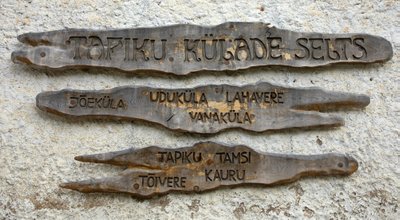 TAPIKU KÜLADE SELTS
JÕEKÜLA UDUKÜLA LAHAVERE
VANAKÜLA
TAPIKU TAMSI
TÕIVERE KAURU